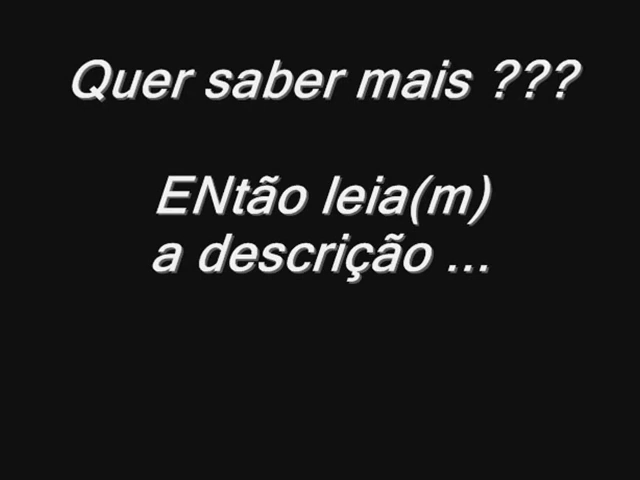 Quer saber mais ???
ENtão leia(m)
a descrição ...